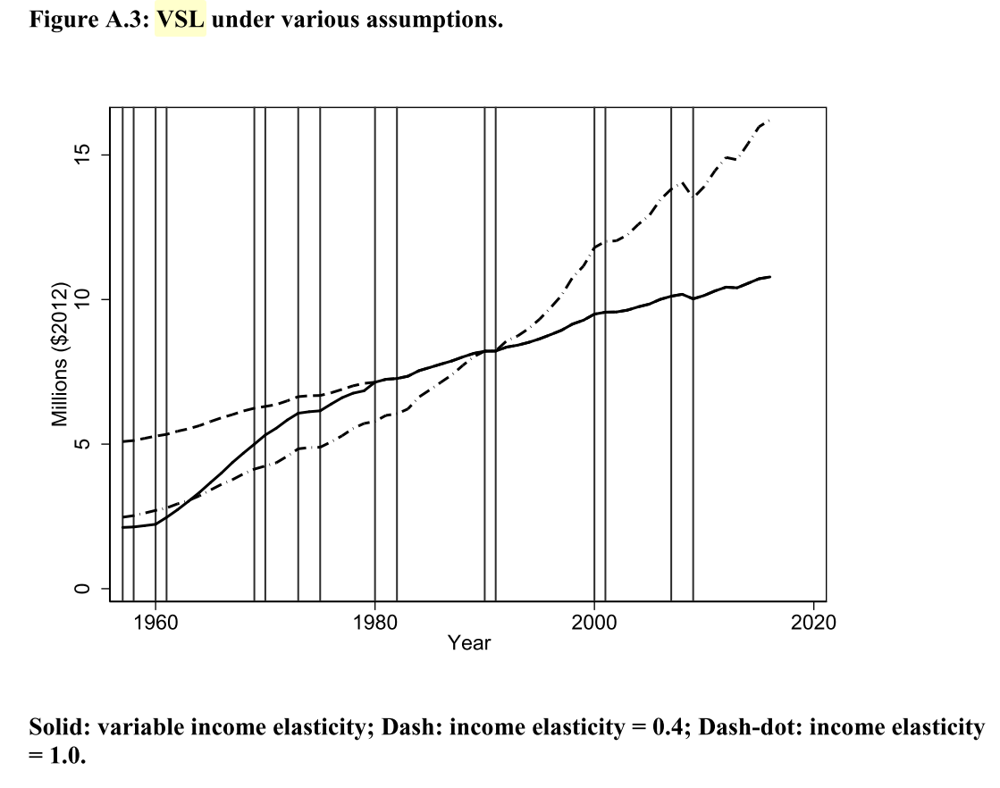 Figure A.3: VSL under various assumptions.
15
10
5
0
Millions ($2012)
1960 1980 2000 2020
Year
Solid: variable income elasticity; Dash: income elasticity = 0.4; Dash-dot: income elasticity
= 1.0.